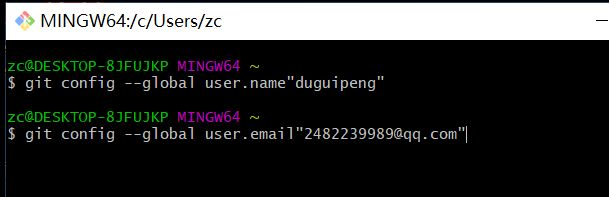 MINGW64:/c/Users/zc
zc@DESKTOP-8JFUJKP MINGW64 ~
$ git config --global user.name"duguipeng"
zc@DESKTOP-8JFUJKP MINGW64 ~
$ git config --global user.email"2482239989@qq.com"